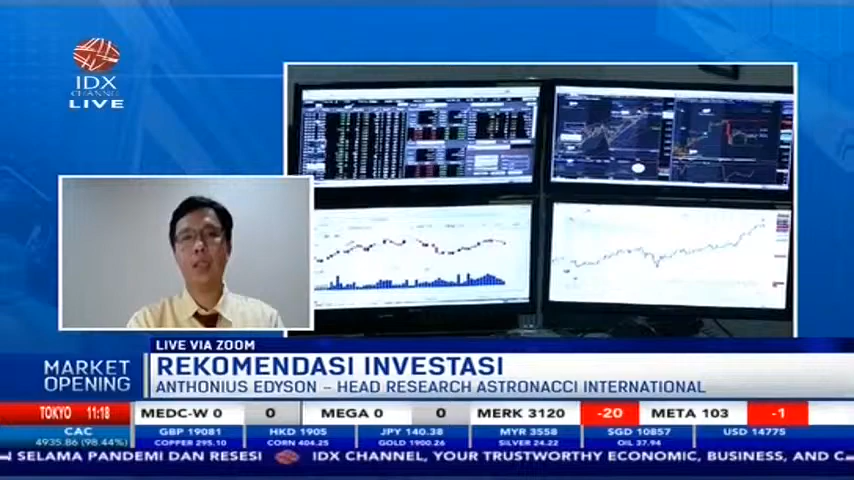 IDX
CHANNEL
LIVE
LIVE VIA ZOOM
MARKET
OPENING
REKOMENDASI INVESTASI
ANTHONIUS EDYSON – HEAD RESEARCH ASTRONACCI INTERNATIONAL
TOKYO 11:18 MEDC-W 0 0 MEGA 0 0 MERK 3120 -20 META 103 -1
CAC GBP 19081 HKD 1905 JPY 140.38 MYR 3558 SGD 10857 USD 14775
4935.86 (98.44%) COPPER 295.10 CORN 404.25 GOLD 1900.26 SILVER 24.22 OIL 37.94
SELAMA PANDEMI DAN RESESI IDX CHANNEL, YOUR TRUSTWORTHY ECONOMIC, BUSINESS, AND